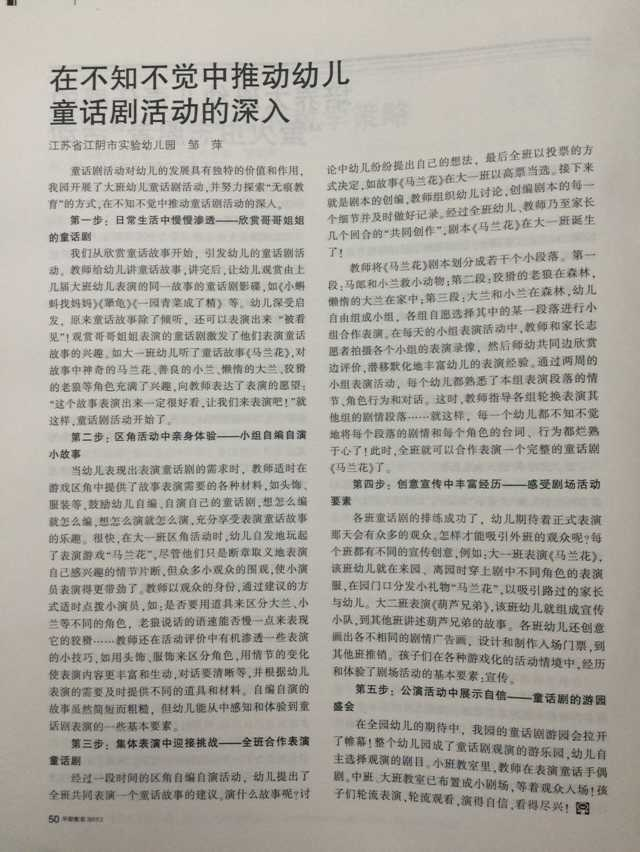 在不知不觉中推动幼儿
童话剧活动的深入
江苏省江阴市实验幼儿园 邹 萍
童话剧活动对幼儿的发展具有独特的价值和作用，
我园开展了大班幼儿童话剧活动，并努力探索“无痕教
育”的方式，在不知不觉中推动童话剧活动的深入。
第一步：日常生活中慢慢渗透——欣赏哥哥姐姐
的童话剧
我们从欣赏童话故事开始，引发幼儿的童话剧活
动。教师给幼儿讲童话故事，讲完后，让幼儿观赏由上
几届大班幼儿表演的同一故事的童话剧影碟，如《小蝌
蚪找妈妈》《犟龟》《一园青菜成了精》等。幼儿深受启
发，原来童话故事除了倾听，还可以表演出来“被看
见”！观赏哥哥姐姐表演的童话剧激发了他们表演童话
故事的兴趣。如大一班幼儿听了童话故事《马兰花》，对
故事中神奇的马兰花、善良的小兰、懒惰的大兰、狡猾
的老狼等角色充满了兴趣，向教师表达了表演的愿望：
“这个故事表演出来一定很好看，让我们来表演吧！”就
这样，童话剧活动开始了。
第二步：区角活动中亲身体验——小组自编自演
小故事
当幼儿表现出表演童话剧的需求时，教师适时在
游戏区角中提供了故事表演需要的各种材料，如头饰、
服装等，鼓励幼儿自编、自演自己的童话剧，想怎么编
就怎么编，想怎么演就怎么演，充分享受表演童话故事
的乐趣。很快，在大一班区角活动时，幼儿自发地玩起
了表演游戏“马兰花”，尽管他们只是断章取义地表演
自己感兴趣的情节片断，但众多小观众的围观，使小演
员表演得更带劲了。教师以观众的身份，通过建议的方
式适时点拨小演员，如：是否要用道具来区分大兰、小
兰等不同的角色，老狼说话的语速能否慢一点来表现
它的狡猾……教师还在活动评价中有机渗透一些表演
的小技巧，如用头饰、服饰来区分角色，用情节的变化
使表演内容更丰富和生动，对话要清晰等，并根据幼儿
表演的需要及时提供不同的道具和材料。自编自演的
故事虽然简短而粗糙，但幼儿能从中感知和体验到童
话剧表演的一些基本要素。
第三步：集体表演中迎接挑战——全班合作表演
童话剧
经过一段时间的区角自编自演活动，幼儿提出了
全班共同表演一个童话故事的建议。演什么故事呢？讨
论中幼儿纷纷提出自己的想法，最后全班以投票的方
式决定，如故事《马兰花》在大一班以高票当选。接下来
就是剧本的创编，教师组织幼儿讨论，创编剧本的每一
个细节并及时做好记录。经过全班幼儿、教师乃至家长
几个回合的“共同创作”，剧本《马兰花》在大一班诞生
了！
教师将《马兰花》剧本划分成若干个小段落。第一
段：马郎和小兰救小动物；第二段：狡猾的老狼在森林，
懒惰的大兰在家中；第三段：大兰和小兰在森林，幼儿
自由组成小组，各组自愿选择其中的某一段落进行小
组合作表演。在每天的小组表演活动中，教师和家长志
愿者拍摄各个小组的表演录像，然后师幼共同边欣赏
边评价，潜移默化地丰富幼儿的表演经验。通过两周的
小组表演活动，每个幼儿都熟悉了本组表演段落的情
节、角色行为和对话。这时，教师指导各组轮换表演其
他组的剧情段落……就这样，每一个幼儿都不知不觉
地将每个段落的剧情和每个角色的台词、行为都烂熟
于心了！此时，全班就可以合作表演一个完整的童话剧
《马兰花》了。
第四步：创意宣传中丰富经历——感受剧场活动
要素
各班童话剧的排练成功了，幼儿期待着正式表演
那天会有众多的观众。怎样才能吸引外班的观众呢？每
个班都有不同的宣传创意，例如：大一班表演《马兰花》，
该班幼儿就在来园、离园时穿上剧中不同角色的表演
服，在园门口分发小礼物“马兰花”，以吸引路过的家长
与幼儿。大二班表演《葫芦兄弟》，该班幼儿就组成宣传
小队，到其他班讲述葫芦兄弟的故事。各班幼儿还创意
画出各不相同的剧情广告画，设计和制作入场门票，到
其他班推销。孩子们在各种游戏化的活动情境中，经历
和体验了剧场活动的基本要素：宣传。
第五步：公演活动中展示自信——童话剧的游园
盛会
在全园幼儿的期待中，我园的童话剧游园会拉开
了帷幕！整个幼儿园成了童话剧观演的游乐园，幼儿自
主选择观演的剧目。小班教室里，教师在表演童话手偶
剧。中班、大班教室已布置成小剧场，等着观众入场！孩
子们轮流表演，轮流观看，演得自信，看得尽兴！
50